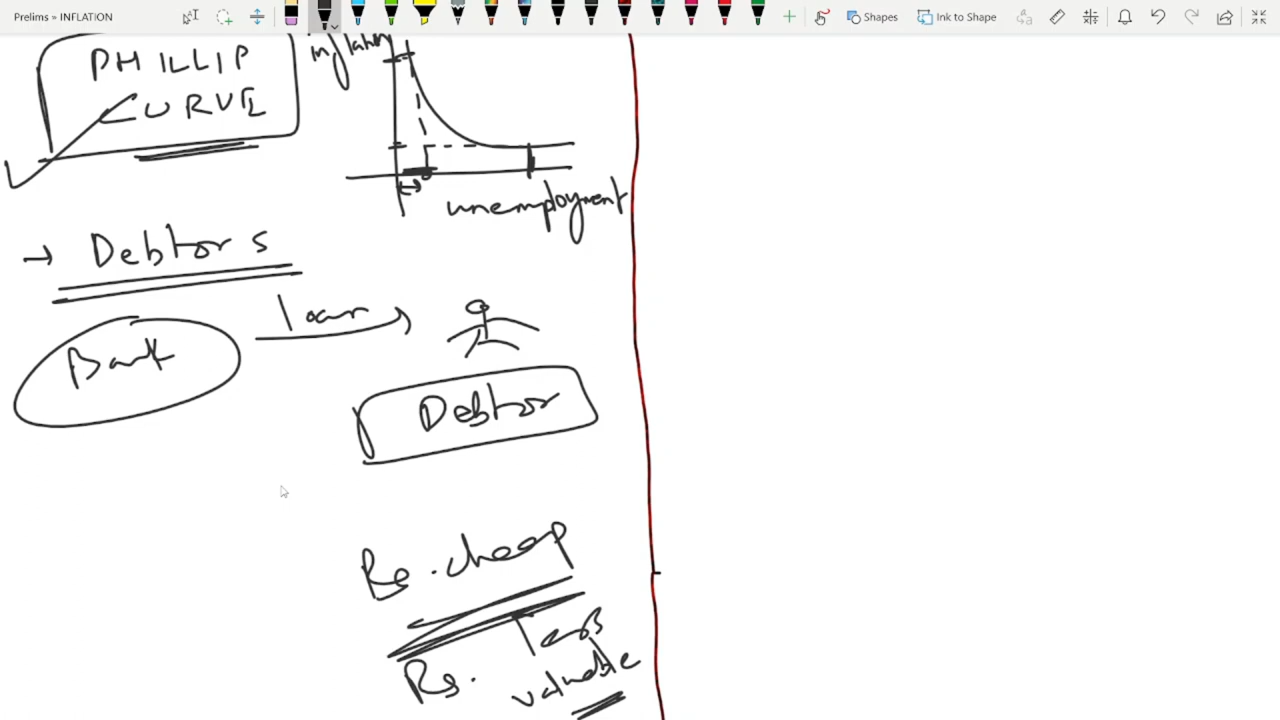 Prelims » INFLATION
Shapes
Ink to Shape
PHILLIP
CURVE
inflation
unemployment
→ Debtors
Bank
loan
Debtor
Rs. cheap
Rs. less
valuable